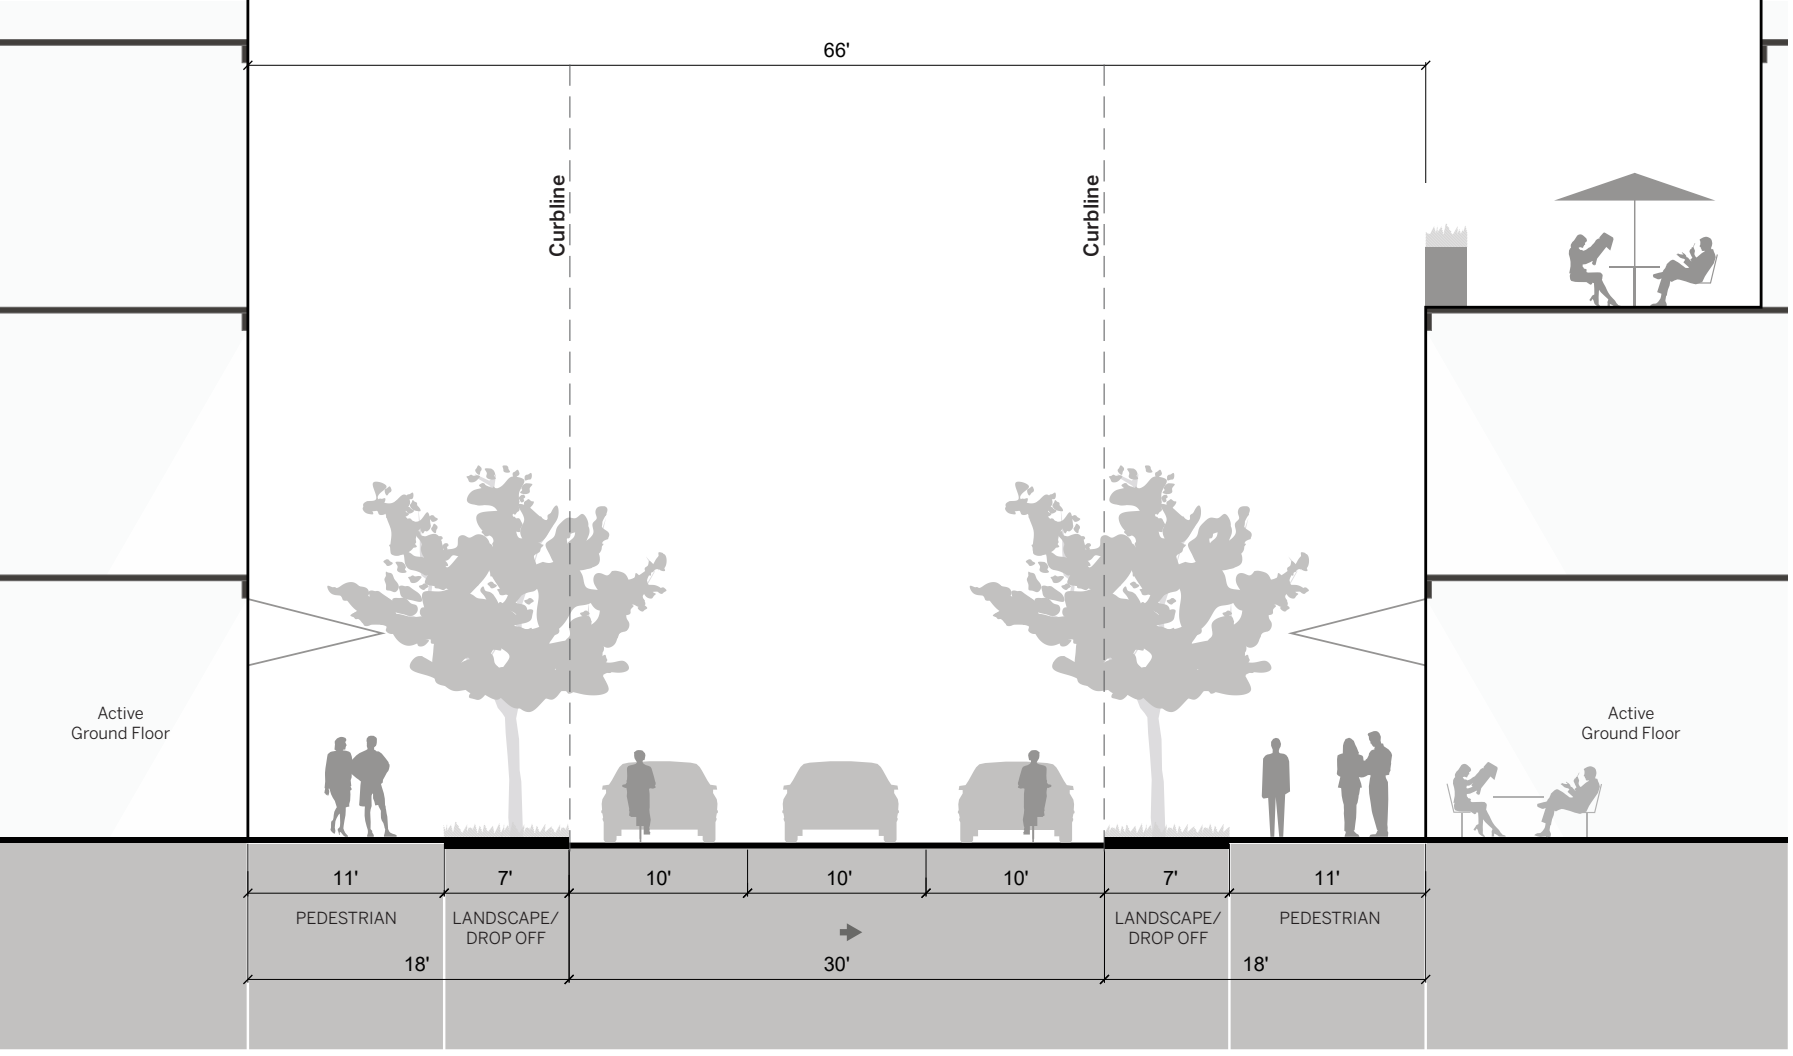 66'
Curbline
Curbline
Active
Ground Floor
Active
Ground Floor
11'
7'
10'
10'
10'
7'
11'
PEDESTRIAN
LANDSCAPE/
DROP OFF
LANDSCAPE/
DROP OFF
PEDESTRIAN
18'
30'
18'